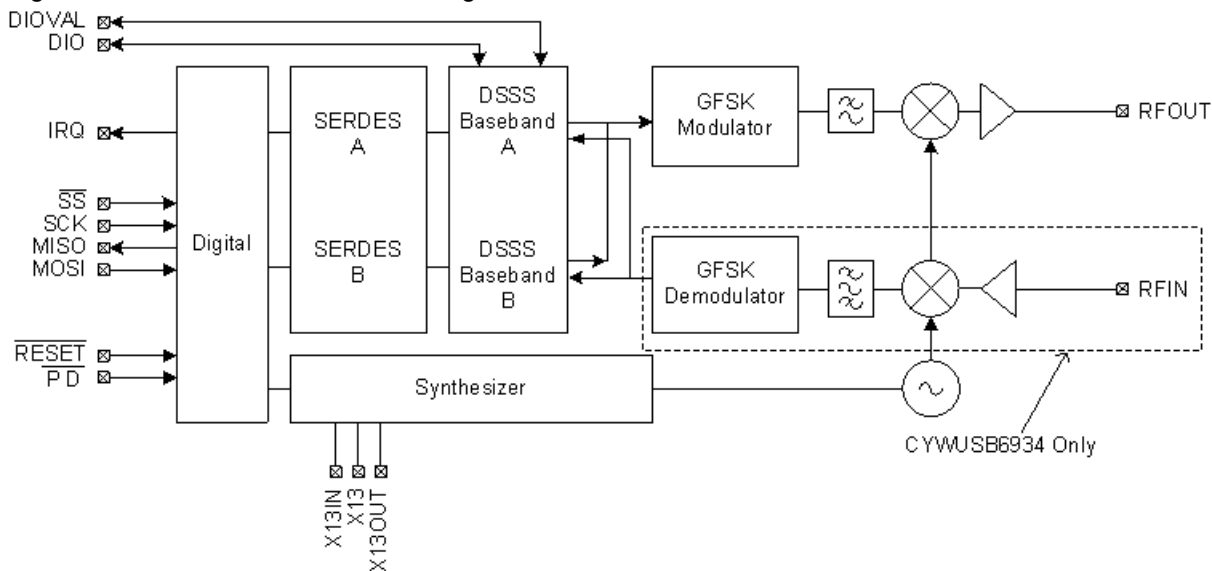 DIOVAL
DIO
IRQ
SS
SCK
MISO
MOSI
RESET
PD
Digital
SERDES
A
SERDES
B
DSSS
Baseband
A
DSSS
Baseband
B
GFSK
Modulator
GFSK
Demodulator
RFOUT
RFIN
Synthesizer
CYWUSB6934 Only
X13IN
X13
X13OUT